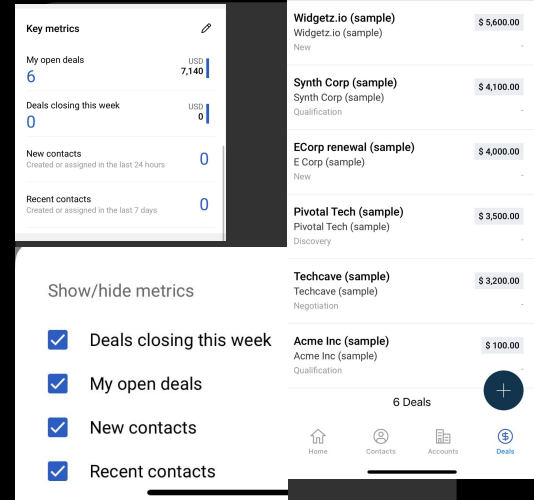 Key metrics
My open deals
6
USD
7,140
Deals closing this week
0
USD
0
New contacts
Created or assigned in the last 24 hours
0
Recent contacts
Created or assigned in the last 7 days
0
Show/hide metrics
Deals closing this week
My open deals
New contacts
Recent contacts
Widgetz.io (sample)
$ 5,600.00
Widgetz.io (sample)
New
-
Synth Corp (sample)
$ 4,100.00
Synth Corp (sample)
Qualification
-
ECorp renewal (sample)
$ 4,000.00
E Corp (sample)
New
-
Pivotal Tech (sample)
$ 3,500.00
Pivotal Tech (sample)
Discovery
-
Techcave (sample)
$ 3,200.00
Techcave (sample)
Negotiation
-
Acme Inc (sample)
$ 100.00
Acme Inc (sample)
Qualification
6 Deals
Home
Contacts
Accounts
Deals